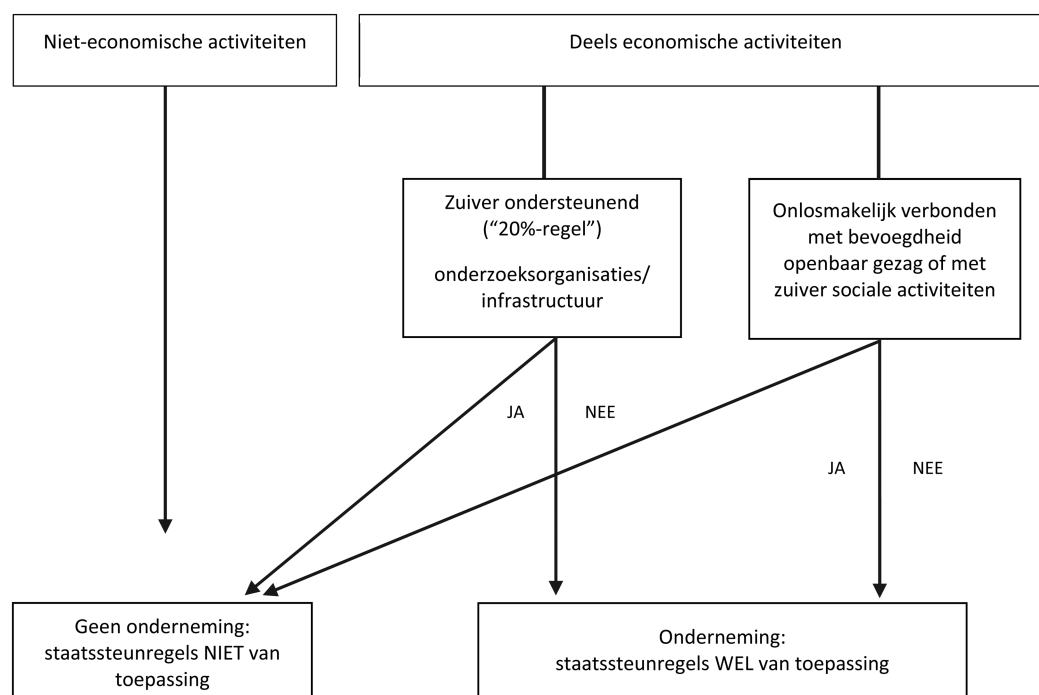 Niet-economische activiteiten
Deels economische activiteiten
Zuiver ondersteunend
(“20%-regel”)
onderzoeksorganisaties/
infrastructuur
Onlosmakelijk verbonden
met bevoegdheid
openbaar gezag of met
zuiver sociale activiteiten
JA
NEE
JA
NEE
Geen onderneming:
staatssteunregels NIET van
toepassing
Onderneming:
staatssteunregels WEL van toepassing